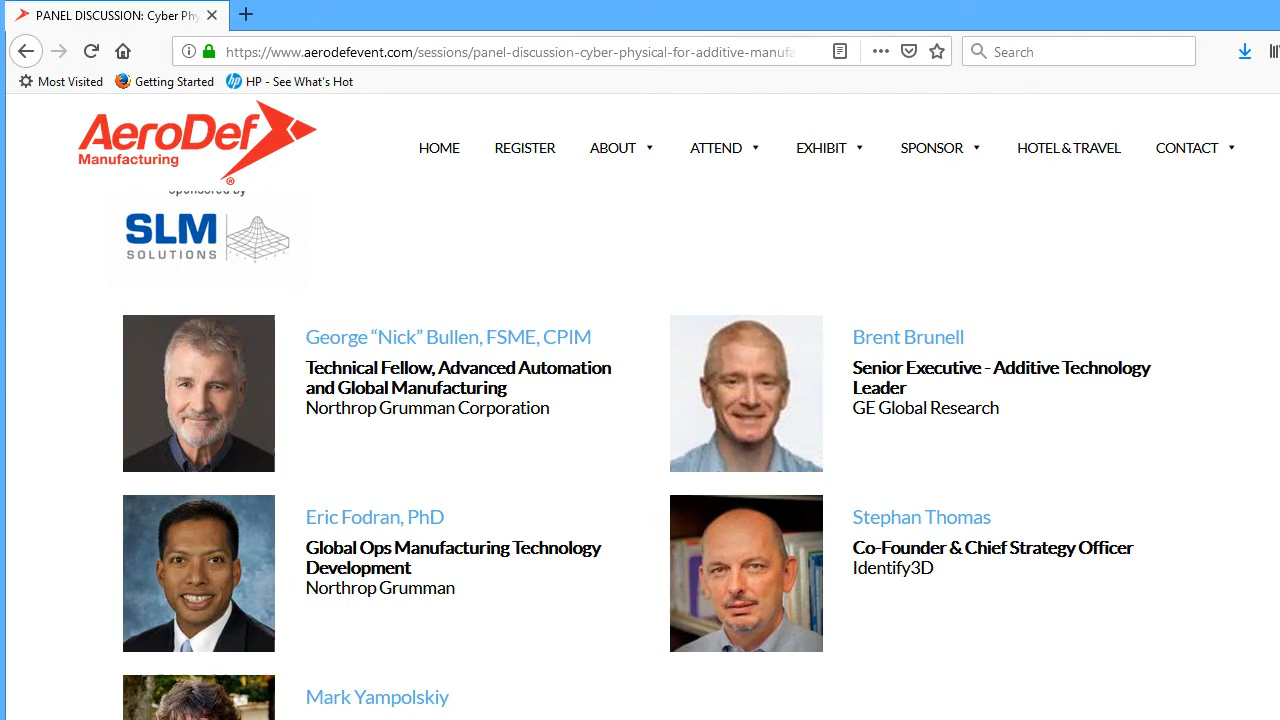 PANEL DISCUSSION: Cyber Phy
https://www.aerodefevent.com/sessions/panel-discussion-cyber-physical-for-additive-manufa
Search
Most Visited
Getting Started
HP - See What's Hot
AeroDef
Manufacturing
®
HOME
REGISTER
ABOUT
ATTEND
EXHIBIT
SPONSOR
HOTEL & TRAVEL
CONTACT
Sponsored by
SLM
SOLUTIONS
George “Nick” Bullen, FSME, CPIM
Technical Fellow, Advanced Automation
and Global Manufacturing
Northrop Grumman Corporation
Brent Brunell
Senior Executive - Additive Technology
Leader
GE Global Research
Eric Fodran, PhD
Global Ops Manufacturing Technology
Development
Northrop Grumman
Stephan Thomas
Co-Founder & Chief Strategy Officer
Identify3D
Mark Yampolskiy